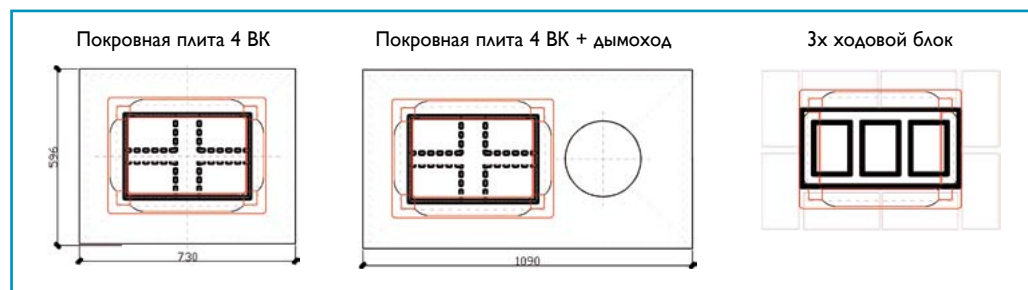 Покровная плита 4 ВК
Покровная плита 4 ВК + дымоход
3х ходовой блок
596
730
1090